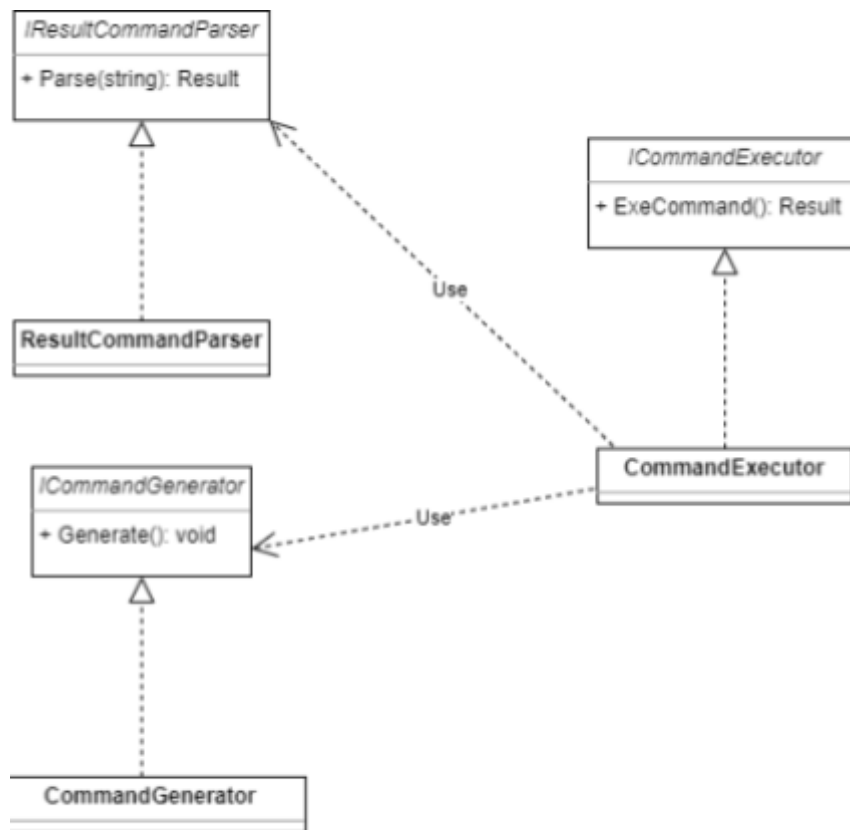 IResultCommandParser
+ Parse(string): Result
ICommandExecutor
+ ExeCommand(): Result
Use
ResultCommandParser
CommandExecutor
ICommandGenerator
+ Generate(): void
Use
CommandGenerator